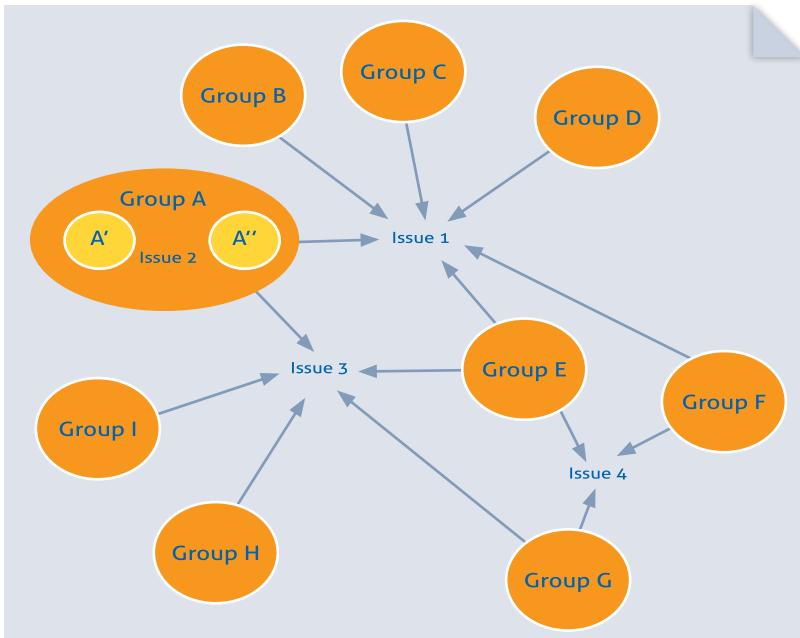 Group C
Group B
Group D
Group A
A'
A''
Issue 2
Issue 1
Issue 3
Group E
Group F
Group I
Issue 4
Group H
Group G